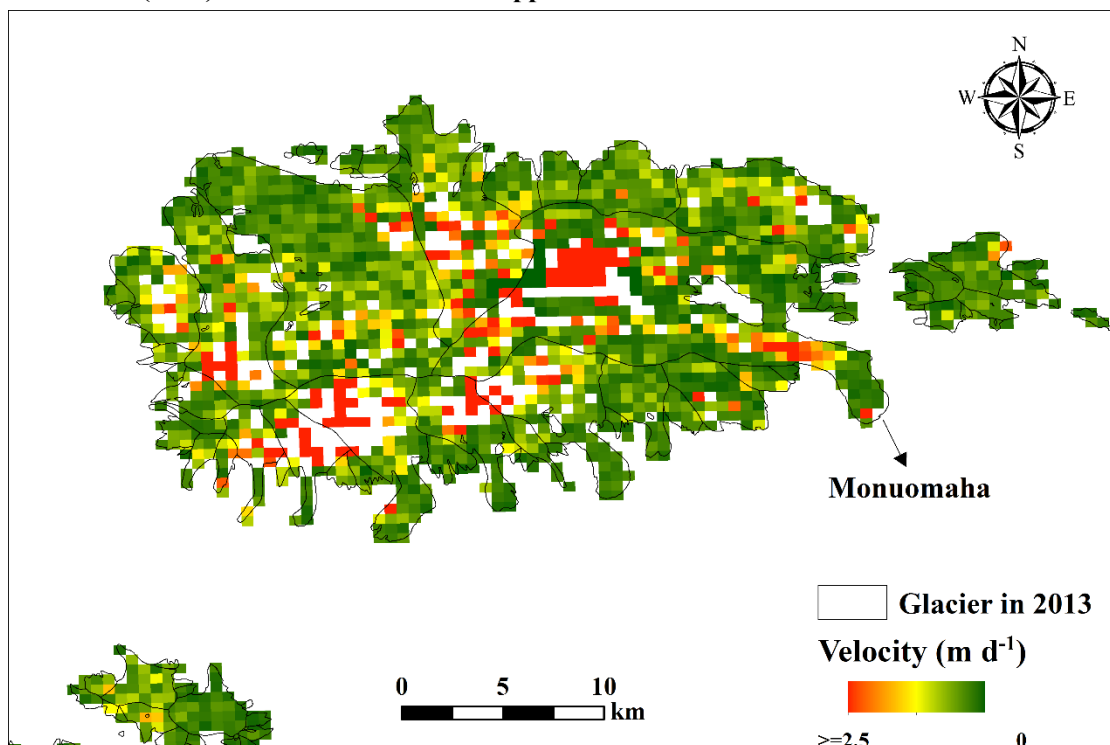 N
W E
S
Monuomaha
Glacier in 2013
Velocity (m d-1)
0 5 10
km
>=2.5 0